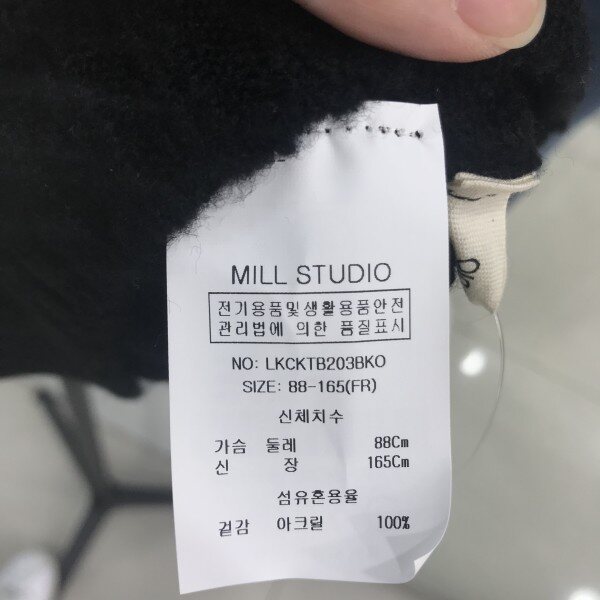 MILL STUDIO
전기용품및생활용품안전
관리법에 의한 품질표시
NO: LKCKTB203BKO
SIZE: 88-165(FR)
신체치수
가슴 둘레 88Cm
신 장 165Cm
섬유혼용율
겉감 아크릴 100%